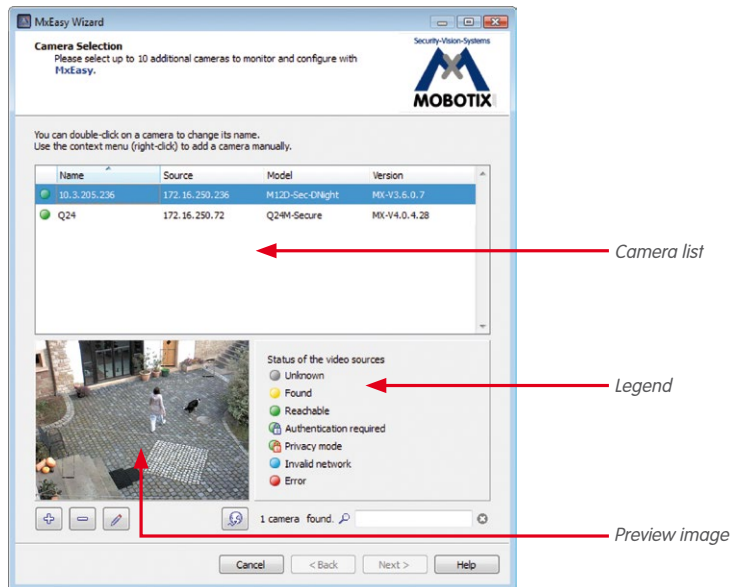 MxEasy Wizard
Camera Selection
Please select up to 10 additional cameras to monitor and configure with
MxEasy.
Security-Vision-Systems
MOBOTIX
You can double-click on a camera to change its name.
Use the context menu (right-click) to add a camera manually.
Name Source Model Version
10.3.205.236 172.16.250.236 M12D-Sec-DNight MX-V3.6.0.7
Q24 172.16.250.72 Q24M-Secure MX-V4.0.4.28
Camera list
Status of the video sources
Unknown
Found
Reachable
Authentication required
Privacy mode
Invalid network
Error
Legend
1 camera found.
Preview image
Cancel < Back Next > Help